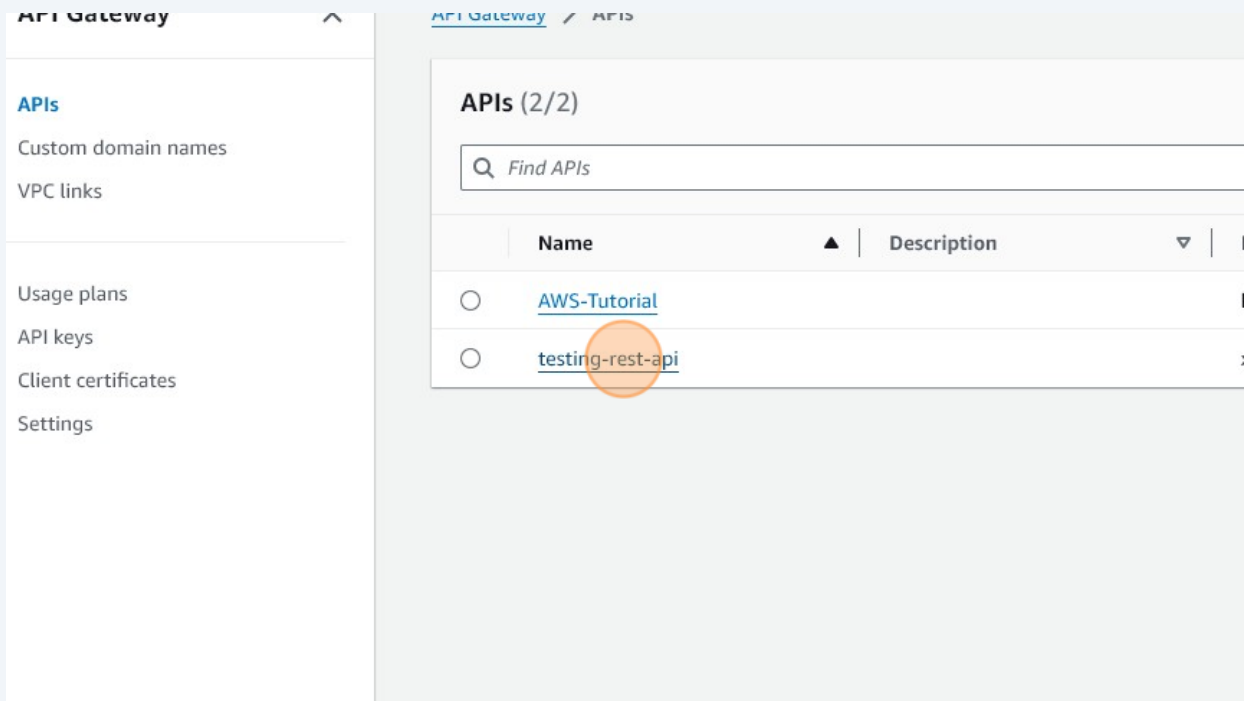 API Gateway
API Gateway / APIs
APIs
Custom domain names
VPC links
Usage plans
API keys
Client certificates
Settings
APIs (2/2)
Find APIs
Name Description
AWS-Tutorial
testing-rest-api